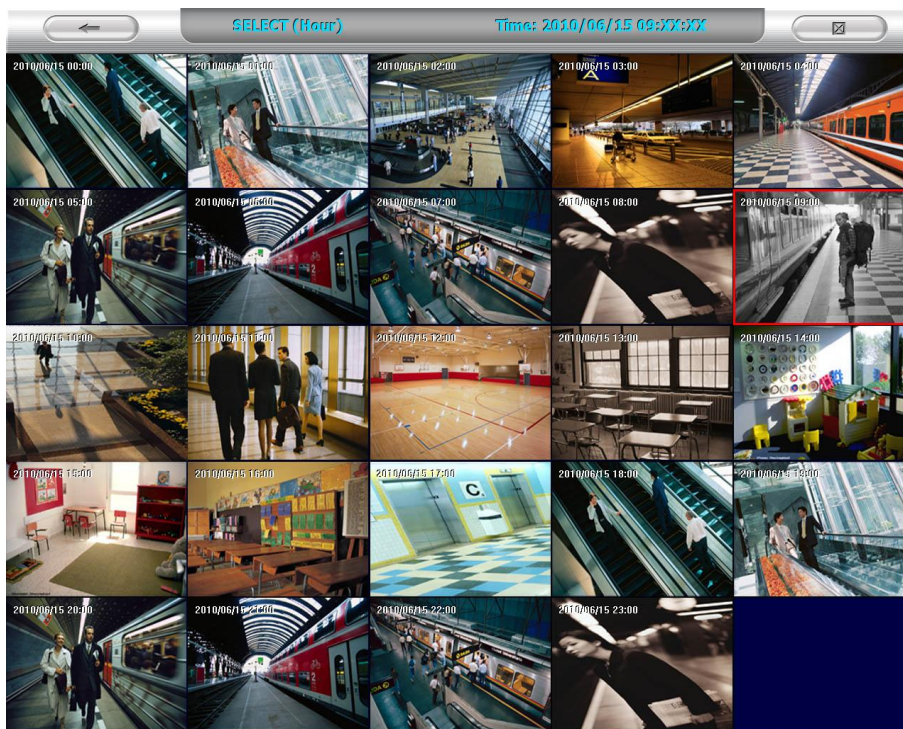 SELECT (Hour) Time: 2010/06/15 09:XX:XX
2010/06/15 00:00 2010/06/15 01:00 2010/06/15 02:00 2010/06/15 03:00 2010/06/15 04:00
A
2010/06/15 05:00 2010/06/15 06:00 2010/06/15 07:00 2010/06/15 08:00 2010/06/15 09:00
2
2010/06/15 10:00 2010/06/15 11:00 2010/06/15 12:00 2010/06/15 13:00 2010/06/15 14:00
2010/06/15 15:00 2010/06/15 16:00 2010/06/15 17:00 2010/06/15 18:00 2010/06/15 19:00
C
2010/06/15 20:00 2010/06/15 21:00 2010/06/15 22:00 2010/06/15 23:00
2